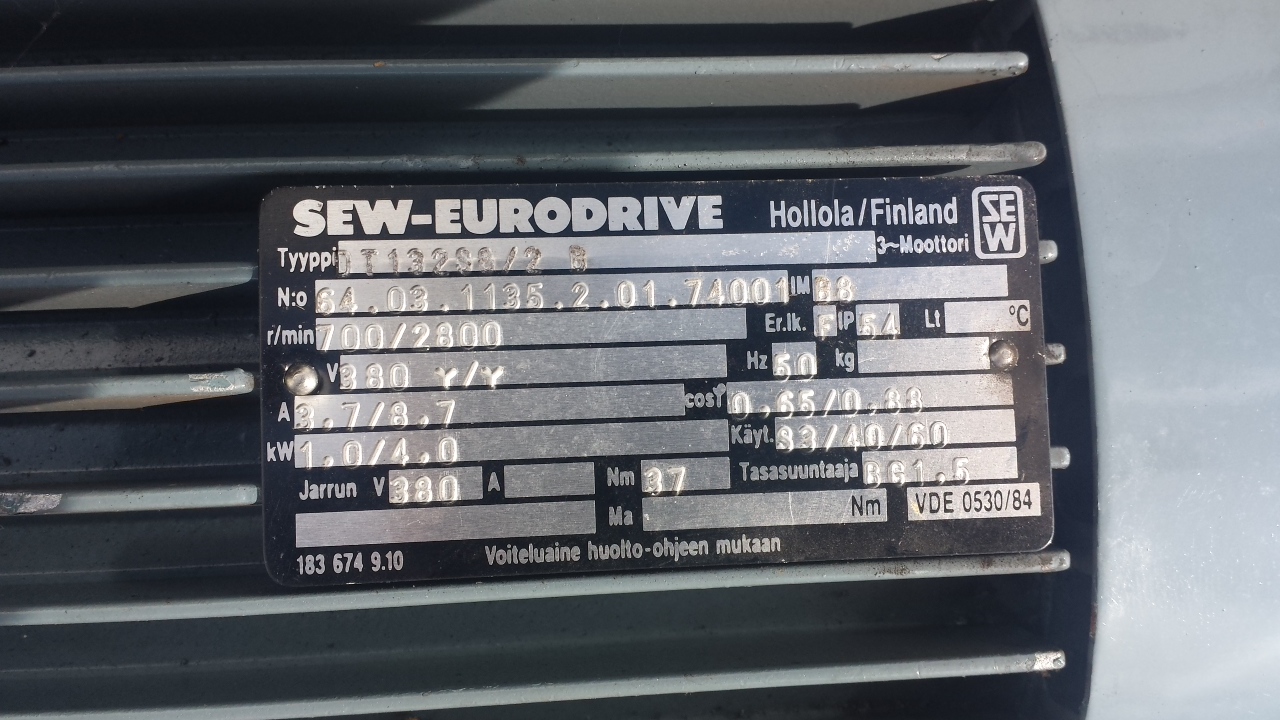 SEW-EURODRIVE Hollola/Finland SEW
Tyyppi DT132S8/2 B 3~Moottori
N:o 64.03.1135.2.01.74001 IM B8
r/min 700/2800 Er.lk. F IP 54 Lt °C
V 380 Y/Y Hz 50 kg
A 3.7/8.7 cosφ 0,65/0,88
kW 1.0/4.0 Käyt. S3/40/60
Jarrun V 380 A Nm 37 Tasasuuntaaja BG1.5
Ma Nm VDE 0530/84
183 674 9.10 Voiteluaine huolto-ohjeen mukaan